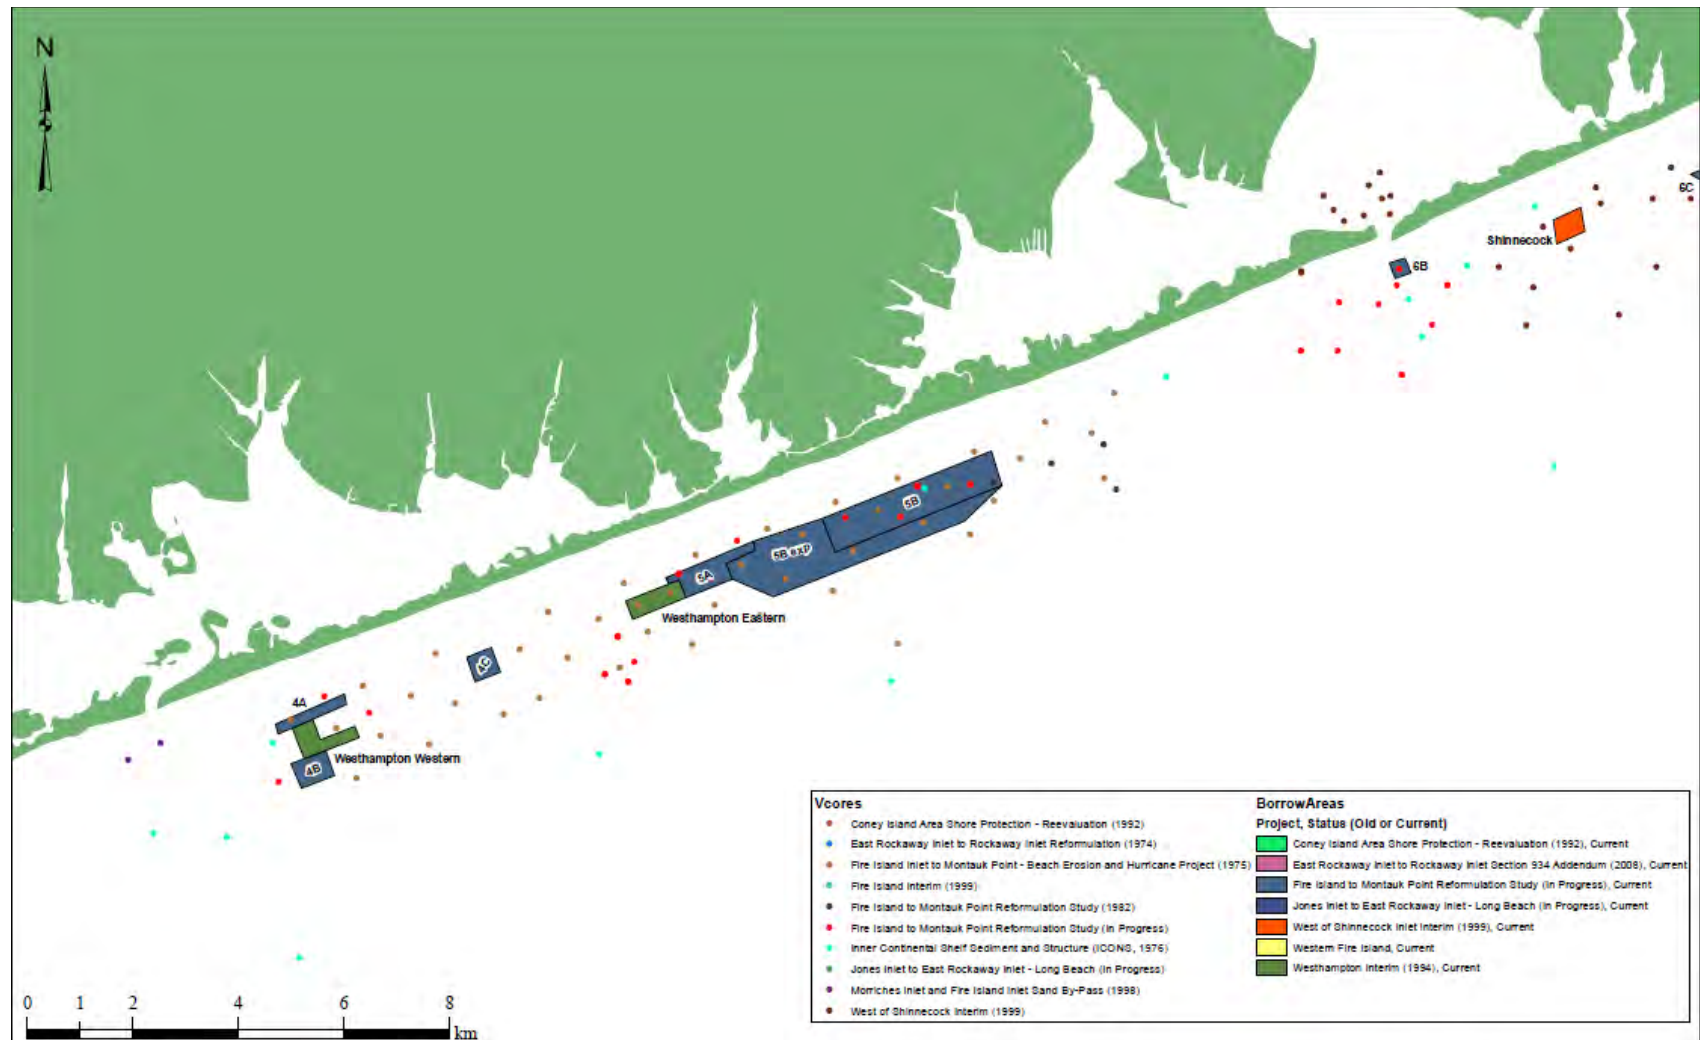 N
6C
Shinnecock
6B
5B
5B exp
5A
Westhampton Eastern
4C
4A
Westhampton Western
4B
Vcores
Coney Island Area Shore Protection - Reevaluation (1992)
East Rockaway Inlet to Rockaway Inlet Reformulation (1974)
Fire Island Inlet to Montauk Point - Beach Erosion and Hurricane Project (1975)
Fire Island Interim (1999)
Fire Island to Montauk Point Reformulation Study (1982)
Fire Island to Montauk Point Reformulation Study (In Progress)
Inner Continental Shelf Sediment and Structure (ICONS, 1976)
Jones Inlet to East Rockaway Inlet - Long Beach (In Progress)
Morriches Inlet and Fire Island Inlet Sand By-Pass (1998)
West of Shinnecock Interim (1999)
BorrowAreas
Project, Status (Old or Current)
Coney Island Area Shore Protection - Reevaluation (1992), Current
East Rockaway Inlet to Rockaway Inlet Section 934 Addendum (2008), Current
Fire Island to Montauk Point Reformulation Study (In Progress), Current
Jones Inlet to East Rockaway Inlet - Long Beach (In Progress), Current
West of Shinnecock Inlet Interim (1999), Current
Western Fire Island, Current
Westhampton Interim (1994), Current
0 1 2 4 6 8
km